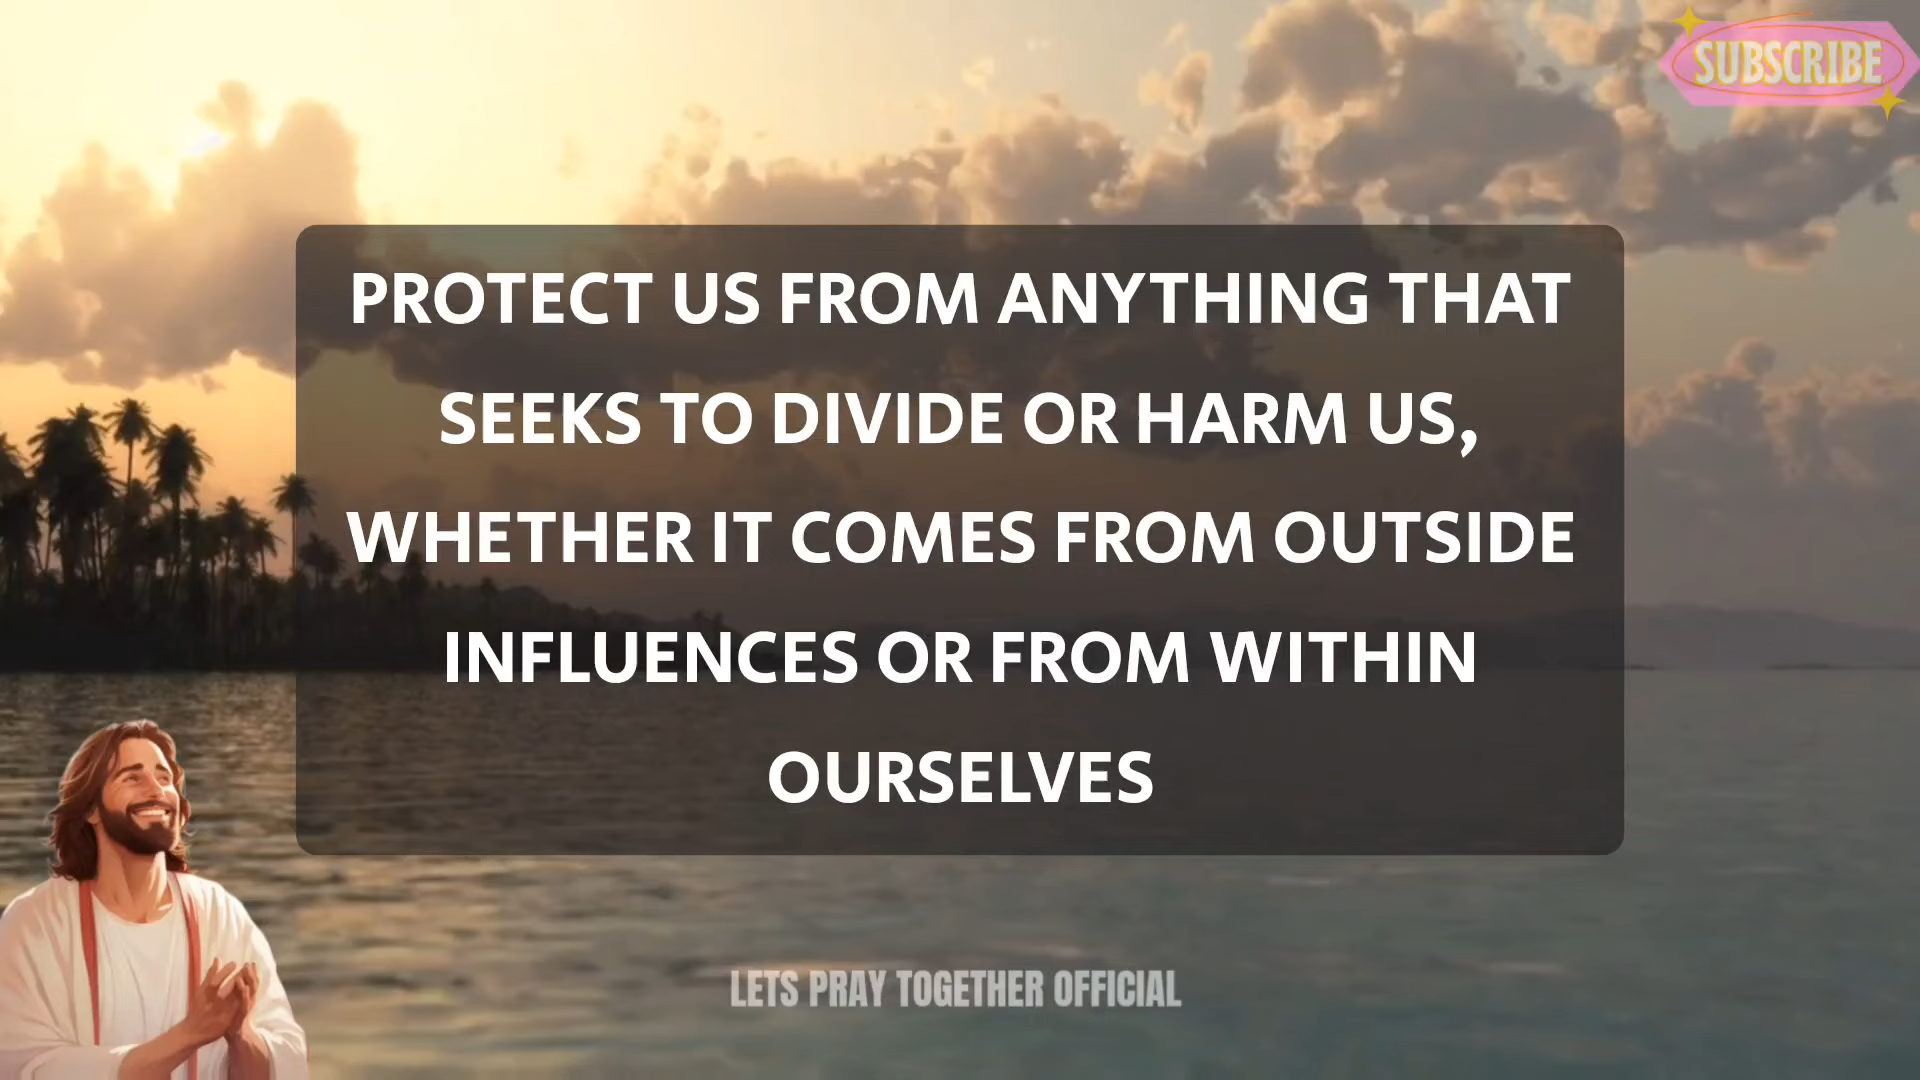 SUBSCRIBE
PROTECT US FROM ANYTHING THAT
SEEKS TO DIVIDE OR HARM US,
WHETHER IT COMES FROM OUTSIDE
INFLUENCES OR FROM WITHIN
OURSELVES
LETS PRAY TOGETHER OFFICIAL